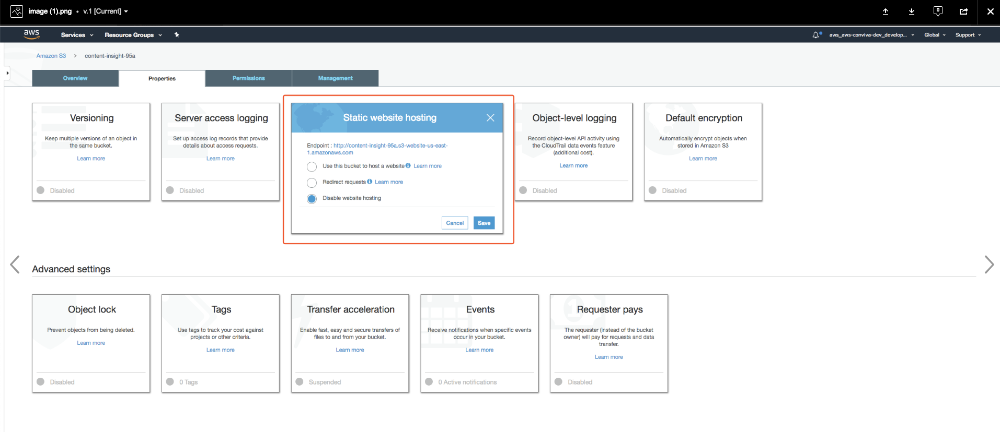 image (1).png • v.1 [Current]
0
aws Services Resource Groups aws_aws-conviva-dev_develop... Global Support
Amazon S3 > content-insight-95a
Overview Properties Permissions Management
Versioning
Keep multiple versions of an object in
the same bucket.
Learn more
Disabled
Server access logging
Set up access log records that provide
details about access requests.
Learn more
Disabled
Static website hosting
Endpoint : http://content-insight-95a.s3-website-us-east-
1.amazonaws.com
Use this bucket to host a website Learn more
Redirect requests Learn more
Disable website hosting
Cancel Save
Object-level logging
Record object-level API activity using
the CloudTrail data events feature
(additional cost).
Learn more
Disabled
Default encryption
Automatically encrypt objects when
stored in Amazon S3
Learn more
Disabled
Advanced settings
Object lock
Prevent objects from being deleted.
Learn more
Disabled
Tags
Use tags to track your cost against
projects or other criteria.
Learn more
0 Tags
Transfer acceleration
Enable fast, easy and secure transfers of
files to and from your bucket.
Learn more
Suspended
Events
Receive notifications when specific events
occur in your bucket.
Learn more
0 Active notifications
Requester pays
The requester (instead of the bucket
owner) will pay for requests and data
transfer.
Learn more
Disabled